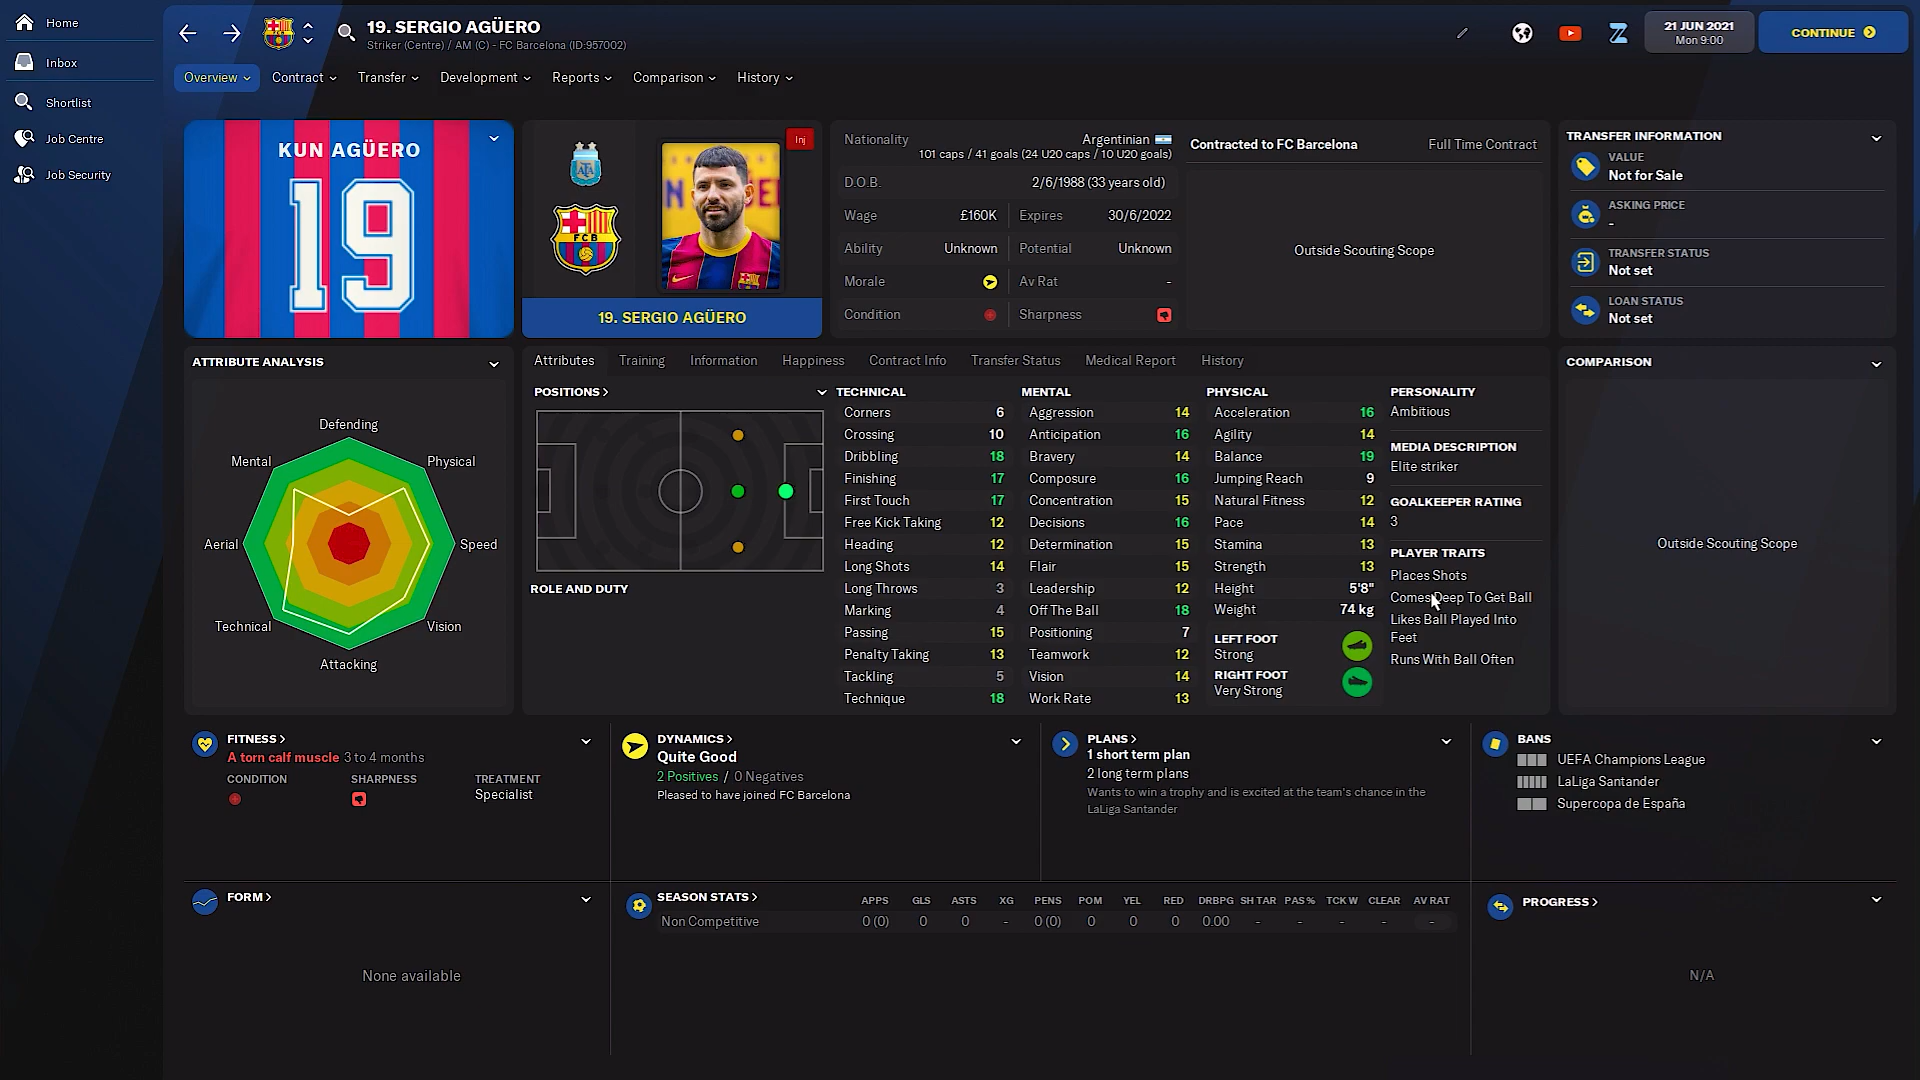 Home
Inbox
Shortlist
Job Centre
Job Security
19. SERGIO AGÜERO
Striker (Centre) / AM (C) - FC Barcelona (ID:957002)
21 JUN 2021
Mon 9:00
CONTINUE
Overview
Contract
Transfer
Development
Reports
Comparison
History
KUN AGÜERO
19
AFA
FCB
Inj
19. SERGIO AGÜERO
Nationality Argentinian
101 caps / 41 goals (24 U20 caps / 10 U20 goals)
D.O.B. 2/6/1988 (33 years old)
Wage £160K Expires 30/6/2022
Ability Unknown Potential Unknown
Morale Av Rat -
Condition Sharpness
Contracted to FC Barcelona Full Time Contract
Outside Scouting Scope
TRANSFER INFORMATION
VALUE
Not for Sale
ASKING PRICE
-
TRANSFER STATUS
Not set
LOAN STATUS
Not set
ATTRIBUTE ANALYSIS
Defending
Mental Physical
Aerial Speed
Technical Vision
Attacking
Attributes Training Information Happiness Contract Info Transfer Status Medical Report History
POSITIONS >
ROLE AND DUTY
TECHNICAL
Corners 6
Crossing 10
Dribbling 18
Finishing 17
First Touch 17
Free Kick Taking 12
Heading 12
Long Shots 14
Long Throws 3
Marking 4
Passing 15
Penalty Taking 13
Tackling 5
Technique 18
MENTAL
Aggression 14
Anticipation 16
Bravery 14
Composure 16
Concentration 15
Decisions 16
Determination 15
Flair 15
Leadership 12
Off The Ball 18
Positioning 7
Teamwork 12
Vision 14
Work Rate 13
PHYSICAL
Acceleration 16
Agility 14
Balance 19
Jumping Reach 9
Natural Fitness 12
Pace 14
Stamina 13
Strength 13
Height 5'8"
Weight 74 kg
LEFT FOOT
Strong
RIGHT FOOT
Very Strong
PERSONALITY
Ambitious
MEDIA DESCRIPTION
Elite striker
GOALKEEPER RATING
3
PLAYER TRAITS
Places Shots
Comes Deep To Get Ball
Likes Ball Played Into
Feet
Runs With Ball Often
COMPARISON
Outside Scouting Scope
FITNESS >
A torn calf muscle 3 to 4 months
CONDITION SHARPNESS TREATMENT
Specialist
DYNAMICS >
Quite Good
2 Positives / 0 Negatives
Pleased to have joined FC Barcelona
PLANS >
1 short term plan
2 long term plans
Wants to win a trophy and is excited at the team's chance in the
LaLiga Santander
BANS
UEFA Champions League
LaLiga Santander
Supercopa de España
FORM >
None available
SEASON STATS > APPS GLS ASTS XG PENS POM YEL RED DRBPG SH TAR PAS % TCK W CLEAR AV RAT
Non Competitive 0 (0) 0 0 - 0 (0) 0 0 0 0.00 - - - - -
PROGRESS >
N/A